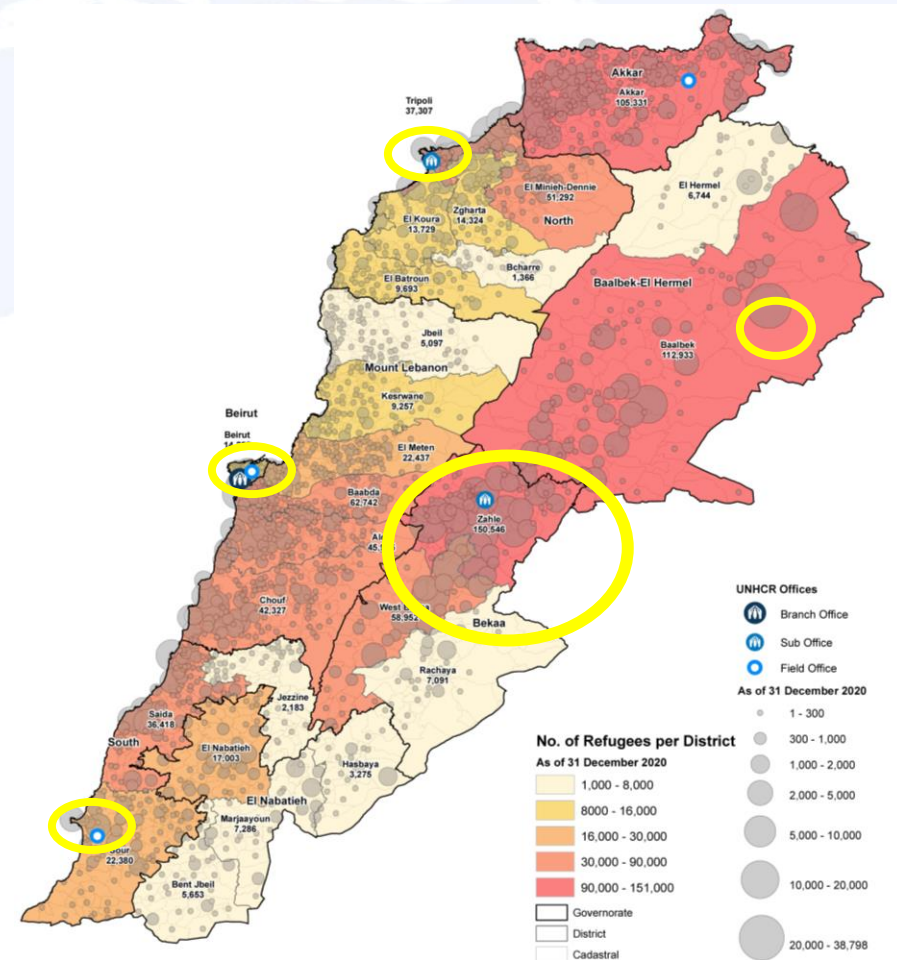 Akkar
Akkar
105,331
Tripoli
37,307
El Hermel
6,744
El Minieh-Dennie
51,292
North
Zgharta
14,324
El Koura
13,729
Bcharre
1,366
El Batroun
9,693
Baalbek-El Hermel
Jbeil
5,097
Baalbek
112,933
Mount Lebanon
Kesrwane
9,257
Beirut
Beirut
El Meten
22,437
Baabda
62,742
Zahle
150,546
Chouf
42,327
West
58,952
Bekaa
Rachaya
7,091
Jezzine
2,183
Saida
36,418
South
El Nabatieh
17,003
Hasbaya
3,275
El Nabatieh
Marjaayoun
7,286
22,380
Bent Jbeil
5,653
UNHCR Offices
Branch Office
Sub Office
Field Office
As of 31 December 2020
1 - 300
300 - 1,000
1,000 - 2,000
2,000 - 5,000
5,000 - 10,000
10,000 - 20,000
20,000 - 38,798
No. of Refugees per District
As of 31 December 2020
1,000 - 8,000
8000 - 16,000
16,000 - 30,000
30,000 - 90,000
90,000 - 151,000
Governorate
District
Cadastral